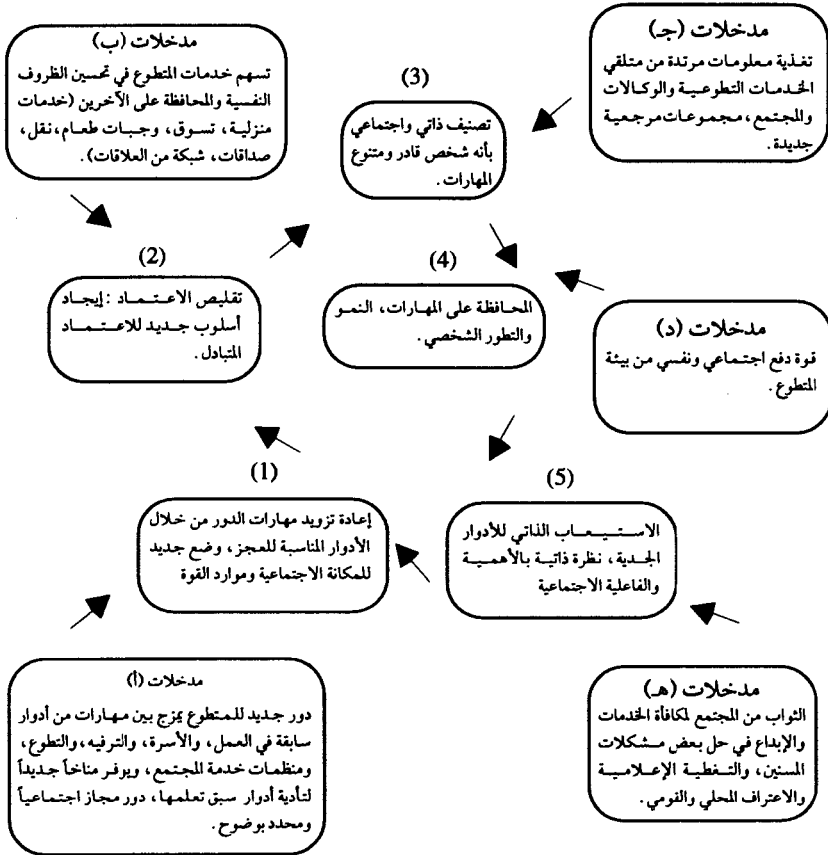 مدخلات (جـ)
تغذية معلومات مرتدة من متلقي
الخدمات التطوعية والوكالات
والمجتمع، مجموعات مرجعية
جديدة.
مدخلات (ب)
تسهم خدمات المتطوع في تحسين الظروف
النفسية والمحافظة على الآخرين (خدمات
منزلية، تسوق، وجبات طعام، نقل،
صداقات، شبكة من العلاقات).
(3)
تصنيف ذاتي واجتماعي
بأنه شخص قادر ومتنوع
المهارات.
(2)
تقليص الاعتماد: إيجاد
أسلوب جديد للاعتماد
المتبادل.
(4)
المحافظة على المهارات، النمو
والتطور الشخصي.
مدخلات (د)
قوة دفع اجتماعي ونفسي من بيئة
المتطوع.
(1)
إعادة تزويد مهارات الدور من خلال
الأدوار المناسبة للعجز، وضع جديد
للمكانة الاجتماعية وموارد القوة
(5)
الاستيعاب الذاتي للأدوار
الجدية، نظرة ذاتية بالأهمية
والفاعلية الاجتماعية
مدخلات (أ)
دور جديد للمتطوع يمزج بين مهارات من أدوار
سابقة في العمل، والأسرة، والترفيه، والتطوع،
ومنظمات خدمة المجتمع، ويوفر مناخاً جديداً
لتأدية أدوار سبق تعلمها، دور مجاز اجتماعياً
ومحدد بوضوح.
مدخلات (هـ)
الثواب من المجتمع لمكافأة الخدمات
والإبداع في حل بعض مشكلات
المسنين، والتغطية الإعلامية
والاعتراف المحلي والقومي.